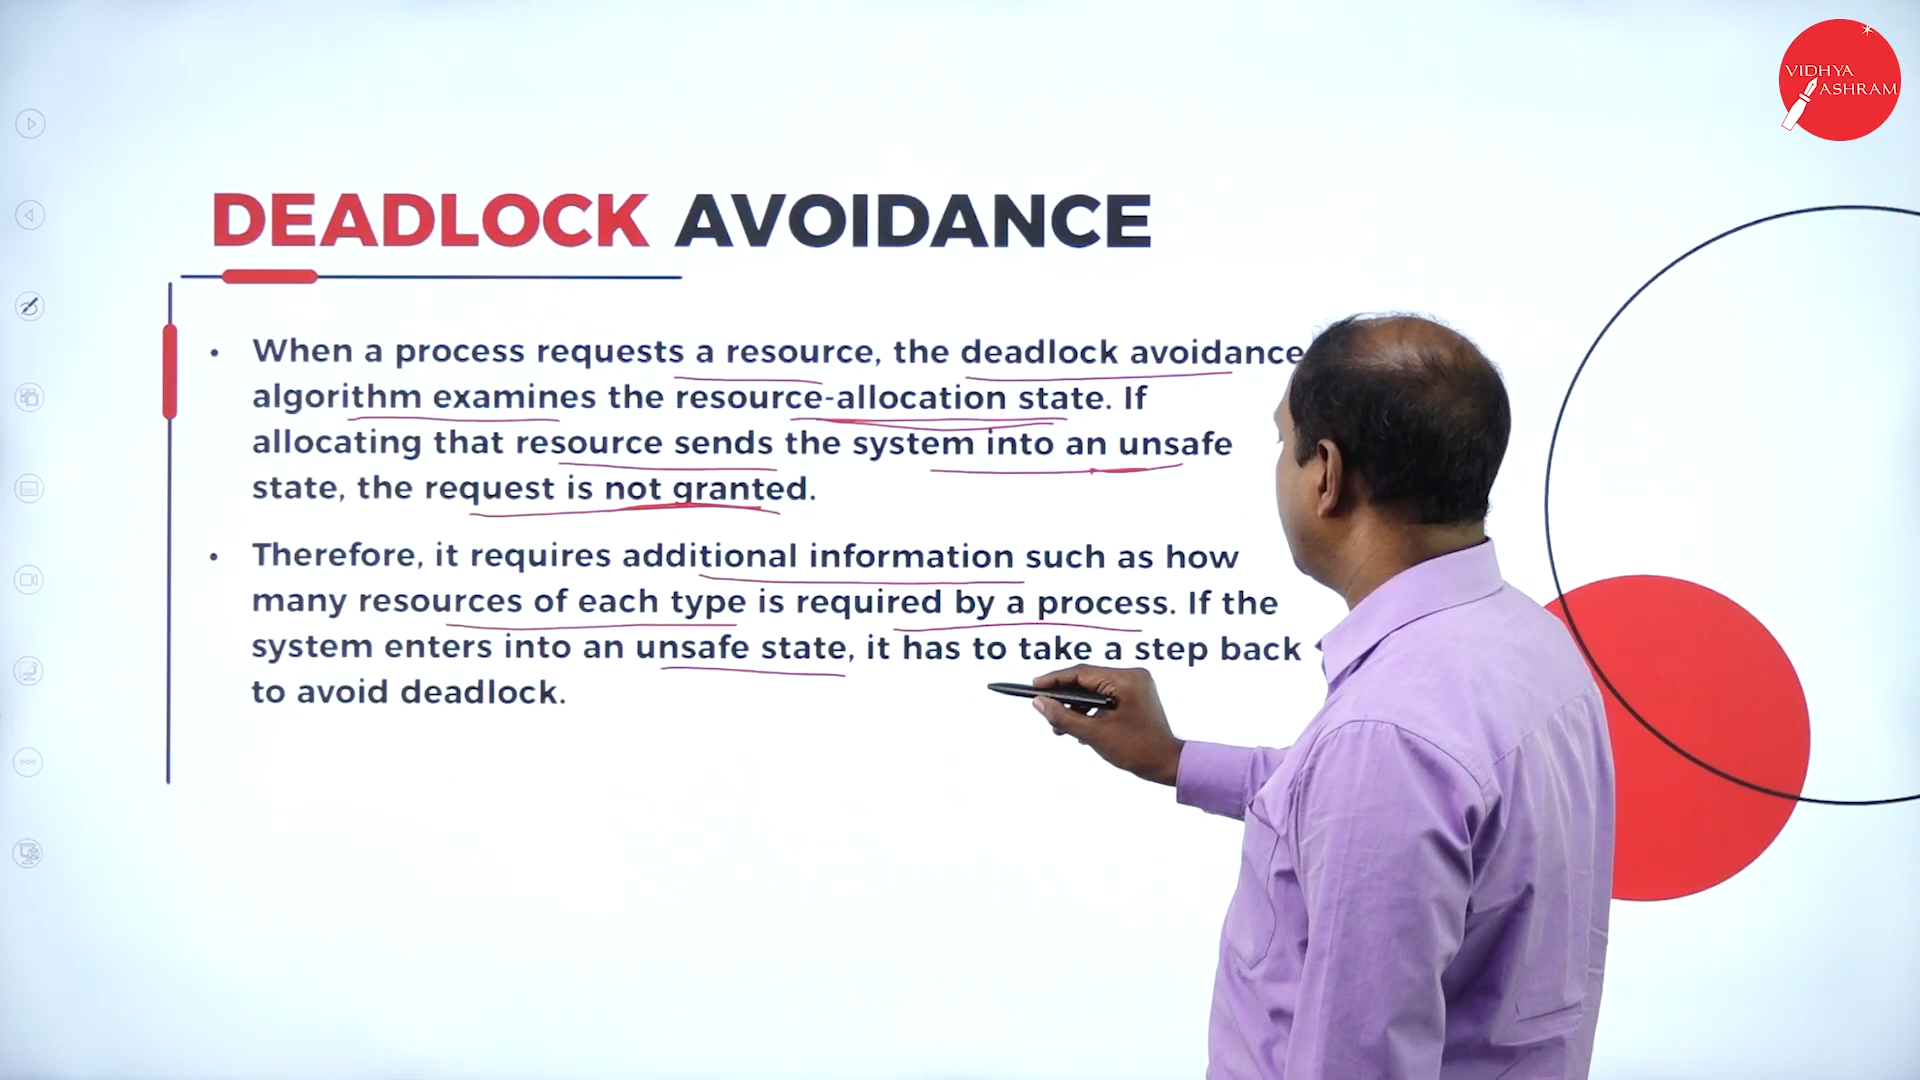 VIDHYA
ASHRAM
DEADLOCK AVOIDANCE
• When a process requests a resource, the deadlock avoidance
algorithm examines the resource-allocation state. If
allocating that resource sends the system into an unsafe
state, the request is not granted.
• Therefore, it requires additional information such as how
many resources of each type is required by a process. If the
system enters into an unsafe state, it has to take a step back
to avoid deadlock.